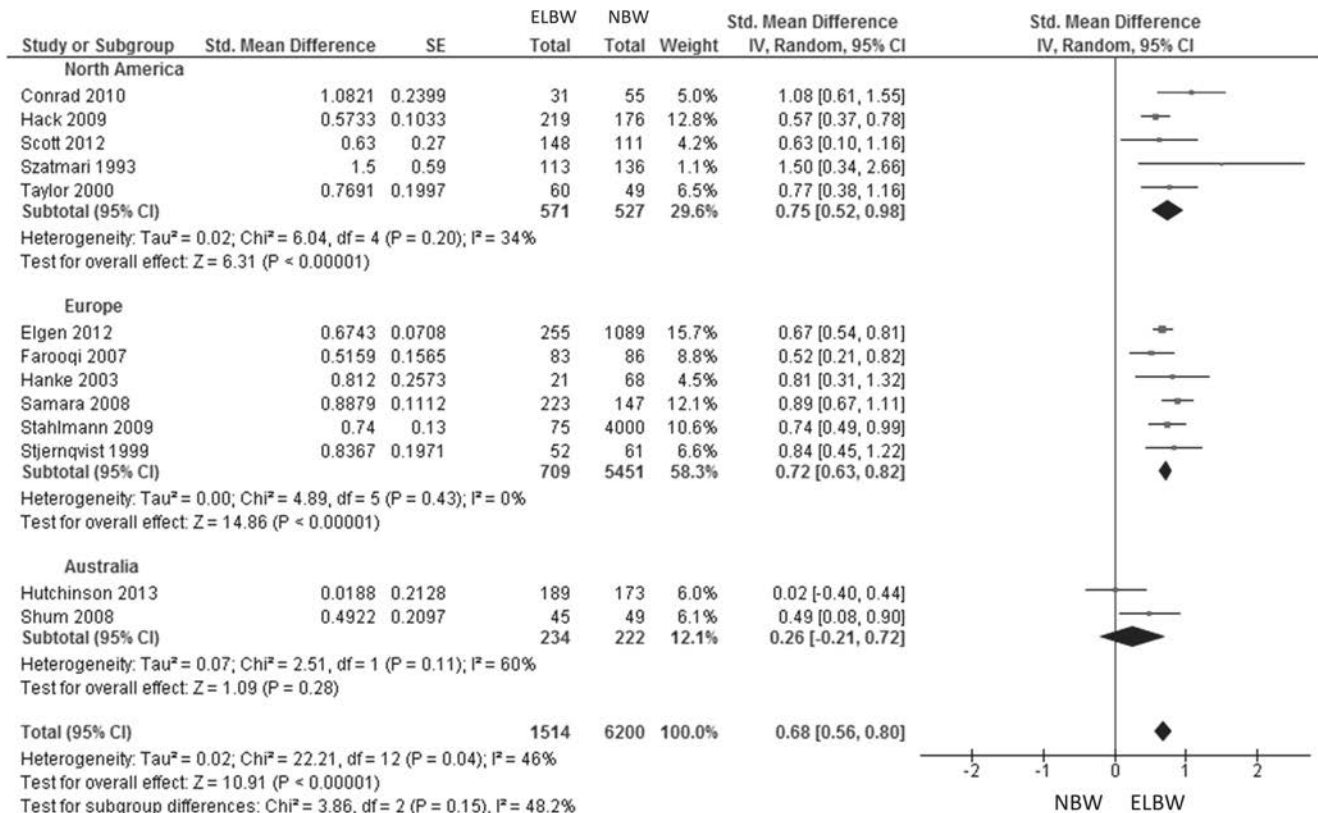 ELBW NBW Std. Mean Difference Std. Mean Difference
Study or Subgroup Std. Mean Difference SE Total Total Weight IV, Random, 95% CI IV, Random, 95% CI
North America
Conrad 2010 1.0821 0.2399 31 55 5.0% 1.08 [0.61, 1.55]
Hack 2009 0.5733 0.1033 219 176 12.8% 0.57 [0.37, 0.78]
Scott 2012 0.63 0.27 148 111 4.2% 0.63 [0.10, 1.16]
Szatmari 1993 1.5 0.59 113 136 1.1% 1.50 [0.34, 2.66]
Taylor 2000 0.7691 0.1997 60 49 6.5% 0.77 [0.38, 1.16]
Subtotal (95% CI) 571 527 29.6% 0.75 [0.52, 0.98]
Heterogeneity: Tau² = 0.02; Chi² = 6.04, df = 4 (P = 0.20); I² = 34%
Test for overall effect: Z = 6.31 (P < 0.00001)
Europe
Elgen 2012 0.6743 0.0708 255 1089 15.7% 0.67 [0.54, 0.81]
Farooqi 2007 0.5159 0.1565 83 86 8.8% 0.52 [0.21, 0.82]
Hanke 2003 0.812 0.2573 21 68 4.5% 0.81 [0.31, 1.32]
Samara 2008 0.8879 0.1112 223 147 12.1% 0.89 [0.67, 1.11]
Stahlmann 2009 0.74 0.13 75 4000 10.6% 0.74 [0.49, 0.99]
Stjernqvist 1999 0.8367 0.1971 52 61 6.6% 0.84 [0.45, 1.22]
Subtotal (95% CI) 709 5451 58.3% 0.72 [0.63, 0.82]
Heterogeneity: Tau² = 0.00; Chi² = 4.89, df = 5 (P = 0.43); I² = 0%
Test for overall effect: Z = 14.86 (P < 0.00001)
Australia
Hutchinson 2013 0.0188 0.2128 189 173 6.0% 0.02 [-0.40, 0.44]
Shum 2008 0.4922 0.2097 45 49 6.1% 0.49 [0.08, 0.90]
Subtotal (95% CI) 234 222 12.1% 0.26 [-0.21, 0.72]
Heterogeneity: Tau² = 0.07; Chi² = 2.51, df = 1 (P = 0.11); I² = 60%
Test for overall effect: Z = 1.09 (P = 0.28)
Total (95% CI) 1514 6200 100.0% 0.68 [0.56, 0.80]
Heterogeneity: Tau² = 0.02; Chi² = 22.21, df = 12 (P = 0.04); I² = 46%
Test for overall effect: Z = 10.91 (P < 0.00001)
Test for subgroup differences: Chi² = 3.86, df = 2 (P = 0.15), I² = 48.2%
-2 -1 0 1 2
NBW ELBW